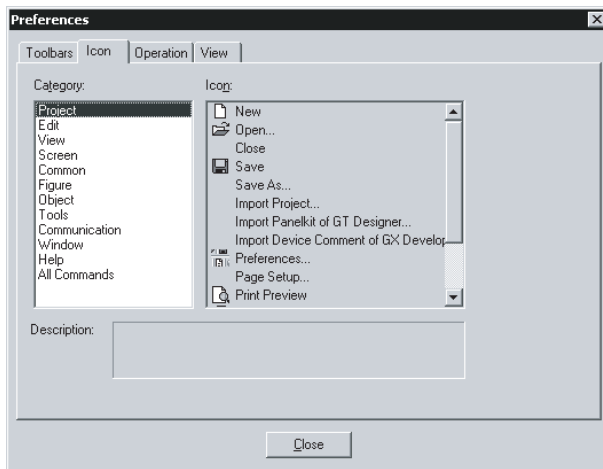 Preferences
Toolbars Icon Operation View
Category:
Project
Edit
View
Screen
Common
Figure
Object
Tools
Communication
Window
Help
All Commands
Icon:
New
Open...
Close
Save
Save As...
Import Project...
Import Panelkit of GT Designer...
Import Device Comment of GX Develop
Preferences...
Page Setup...
Print Preview
Description:
Close